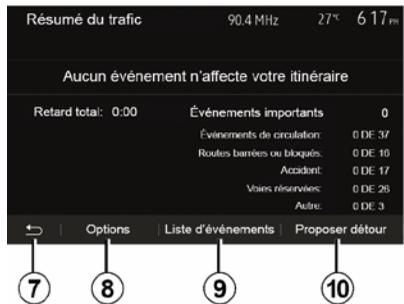 Résumé du trafic 90.4 MHz 27°C 6 17 PM
Aucun événement n'affecte votre itinéraire
Retard total: 0:00 Événements importants 0
Événements de circulation: 0 DE 37
Routes barrées ou bloqués: 0 DE 16
Accident: 0 DE 17
Voies réservées: 0 DE 26
Autre: 0 DE 3
Options Liste d'événements Proposer détour
7 8 9 10